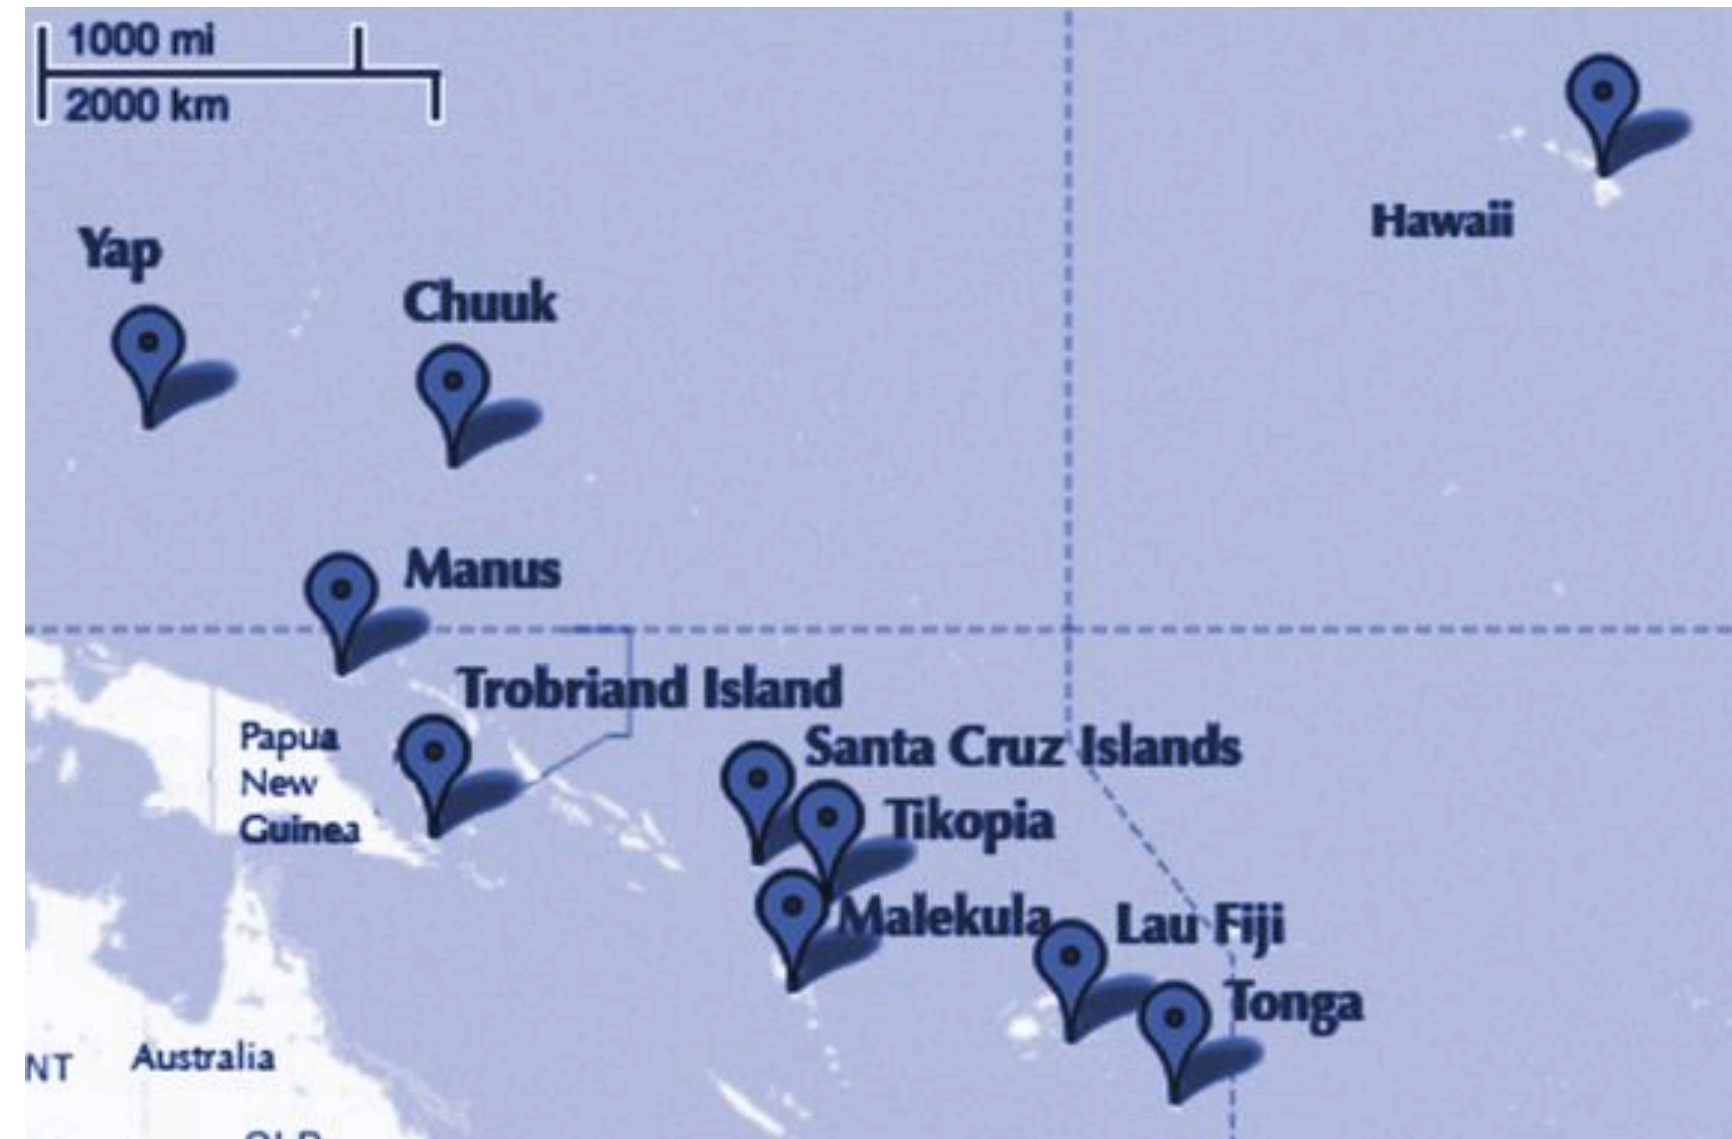 1000 mi
2000 km
Hawaii
Yap
Chuuk
Manus
Trobriand Island
Papua
New
Guinea
Santa Cruz Islands
Tikopia
Malekula
Lau Fiji
Tonga
Australia
NT